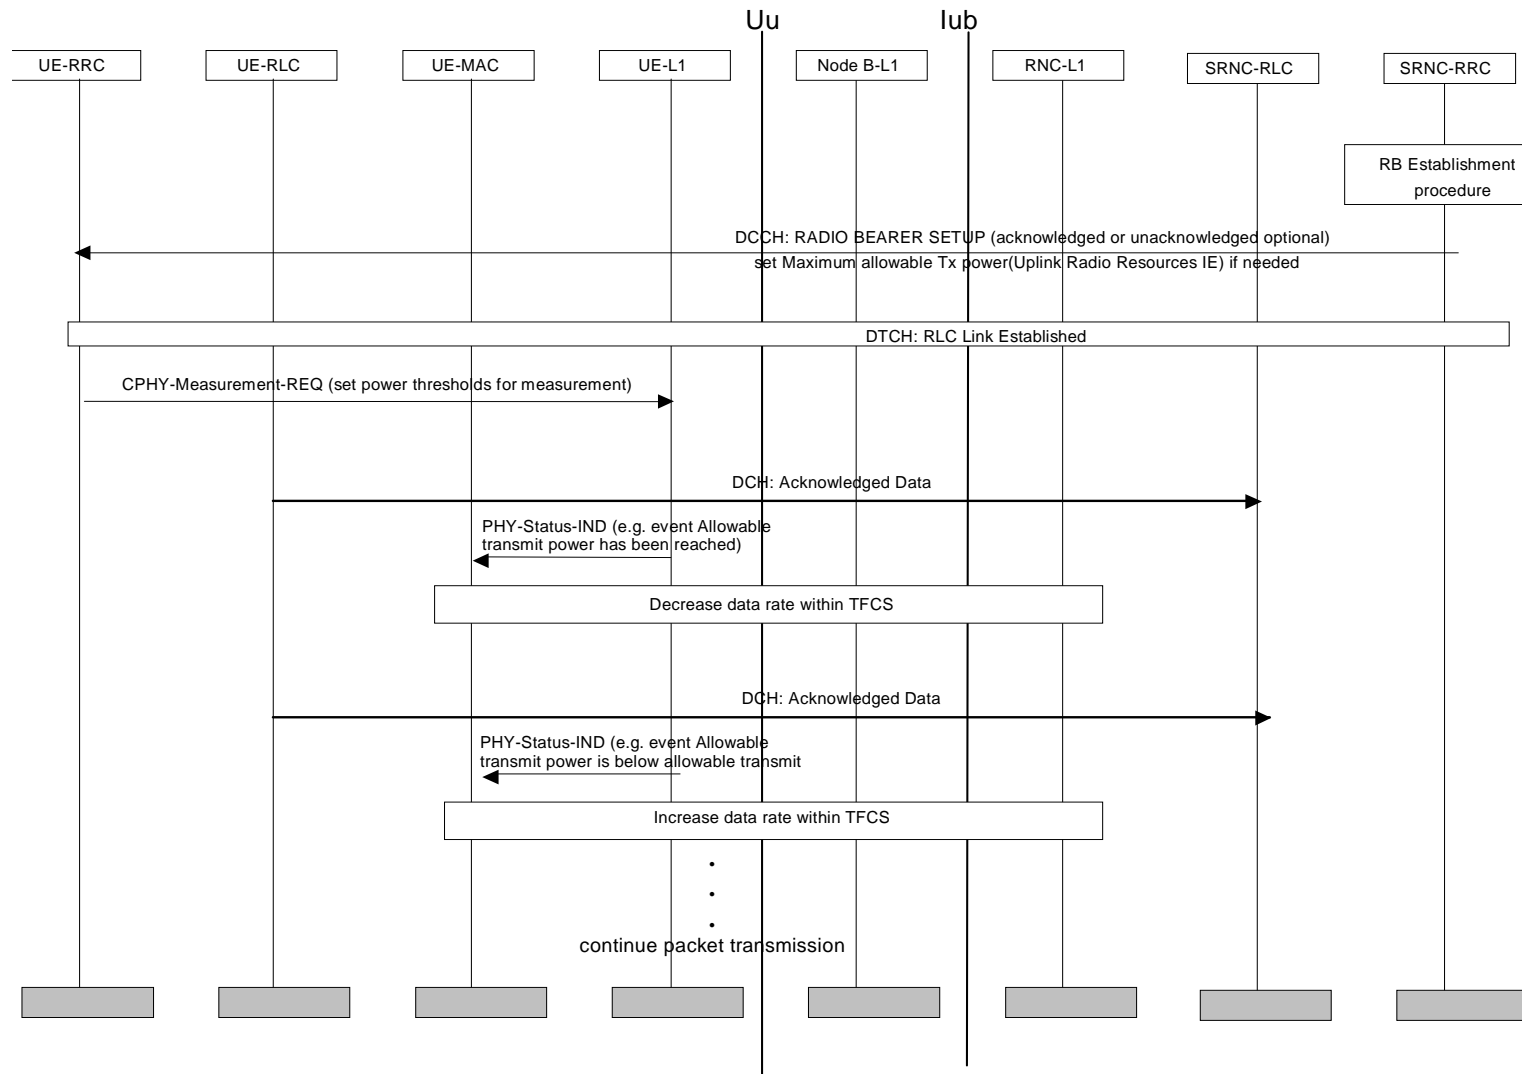 Uu
Iub
UE-RRC
UE-RLC
UE-MAC
UE-L1
Node B-L1
RNC-L1
SRNC-RLC
SRNC-RRC
RB Establishment
procedure
DCCH: RADIO BEARER SETUP (acknowledged or unacknowledged optional)
set Maximum allowable Tx power(Uplink Radio Resources IE) if needed
DTCH: RLC Link Established
CPHY-Measurement-REQ (set power thresholds for measurement)
DCH: Acknowledged Data
PHY-Status-IND (e.g. event Allowable
transmit power has been reached)
Decrease data rate within TFCS
DCH: Acknowledged Data
PHY-Status-IND (e.g. event Allowable
transmit power is below allowable transmit
Increase data rate within TFCS
.
.
.
continue packet transmission